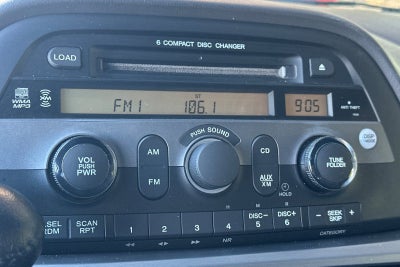 6 COMPACT DISC CHANGER
LOAD
WMA
MP3
XM
ST
FM1 106.1
905
ANTI-THEFT
PUSH SOUND
DISP
VOL
PUSH
PWR
AM
FM
CD
AUX
XM
HOLD
TUNE
FOLDER
SEL
RDM
SCAN
RPT
1
2
3
4
DISC−
5
DISC+
6
− SEEK +
SKIP
NR
H
M
R
CATEGORY